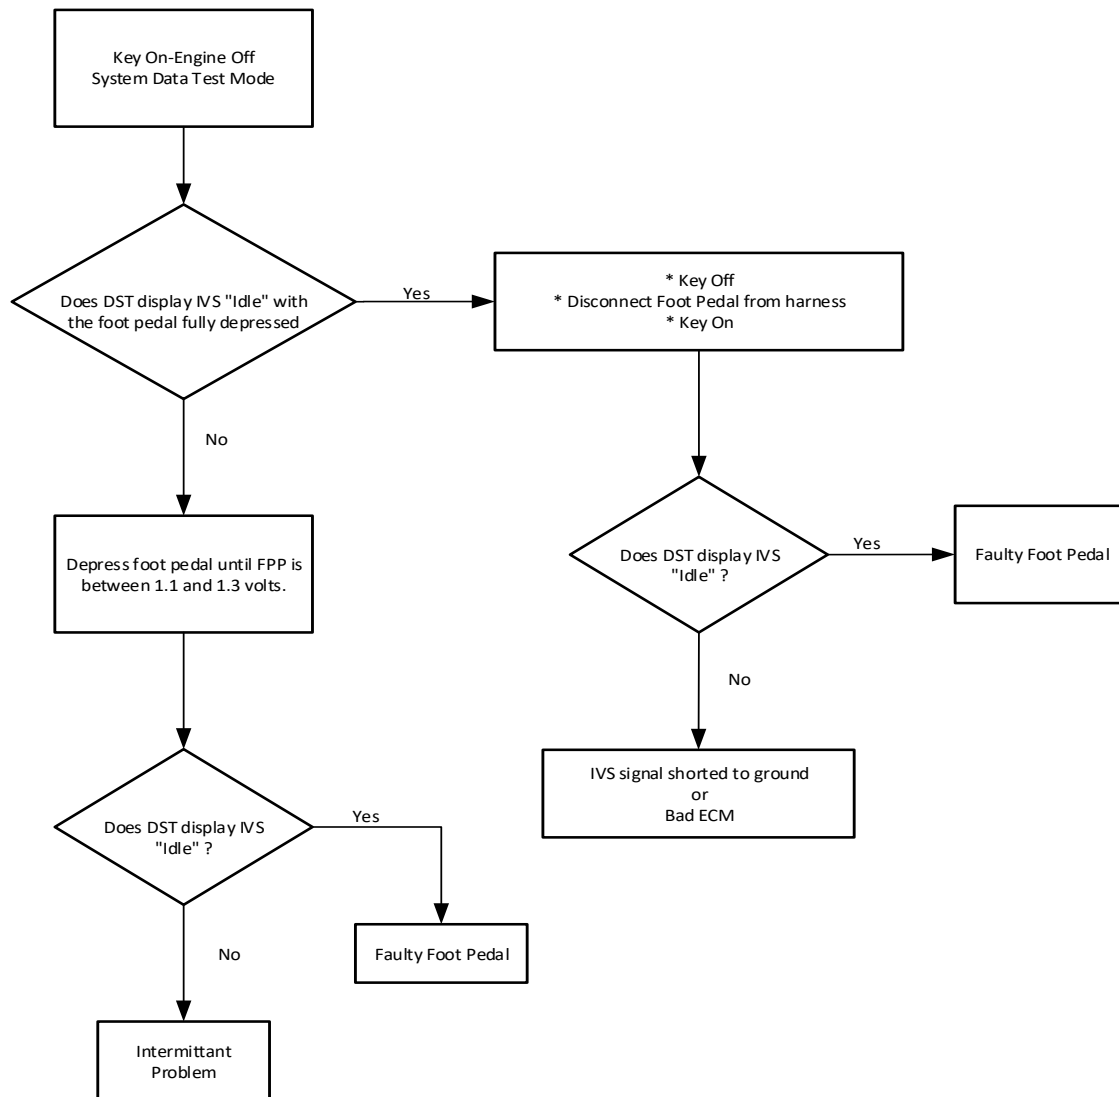 Key On-Engine Off
System Data Test Mode
Does DST display IVS "Idle" with
the foot pedal fully depressed
Yes
* Key Off
* Disconnect Foot Pedal from harness
* Key On
No
Depress foot pedal until FPP is
between 1.1 and 1.3 volts.
Does DST display IVS
"Idle" ?
Yes
Faulty Foot Pedal
No
IVS signal shorted to ground
or
Bad ECM
Does DST display IVS
"Idle" ?
Yes
Faulty Foot Pedal
No
Intermittant
Problem